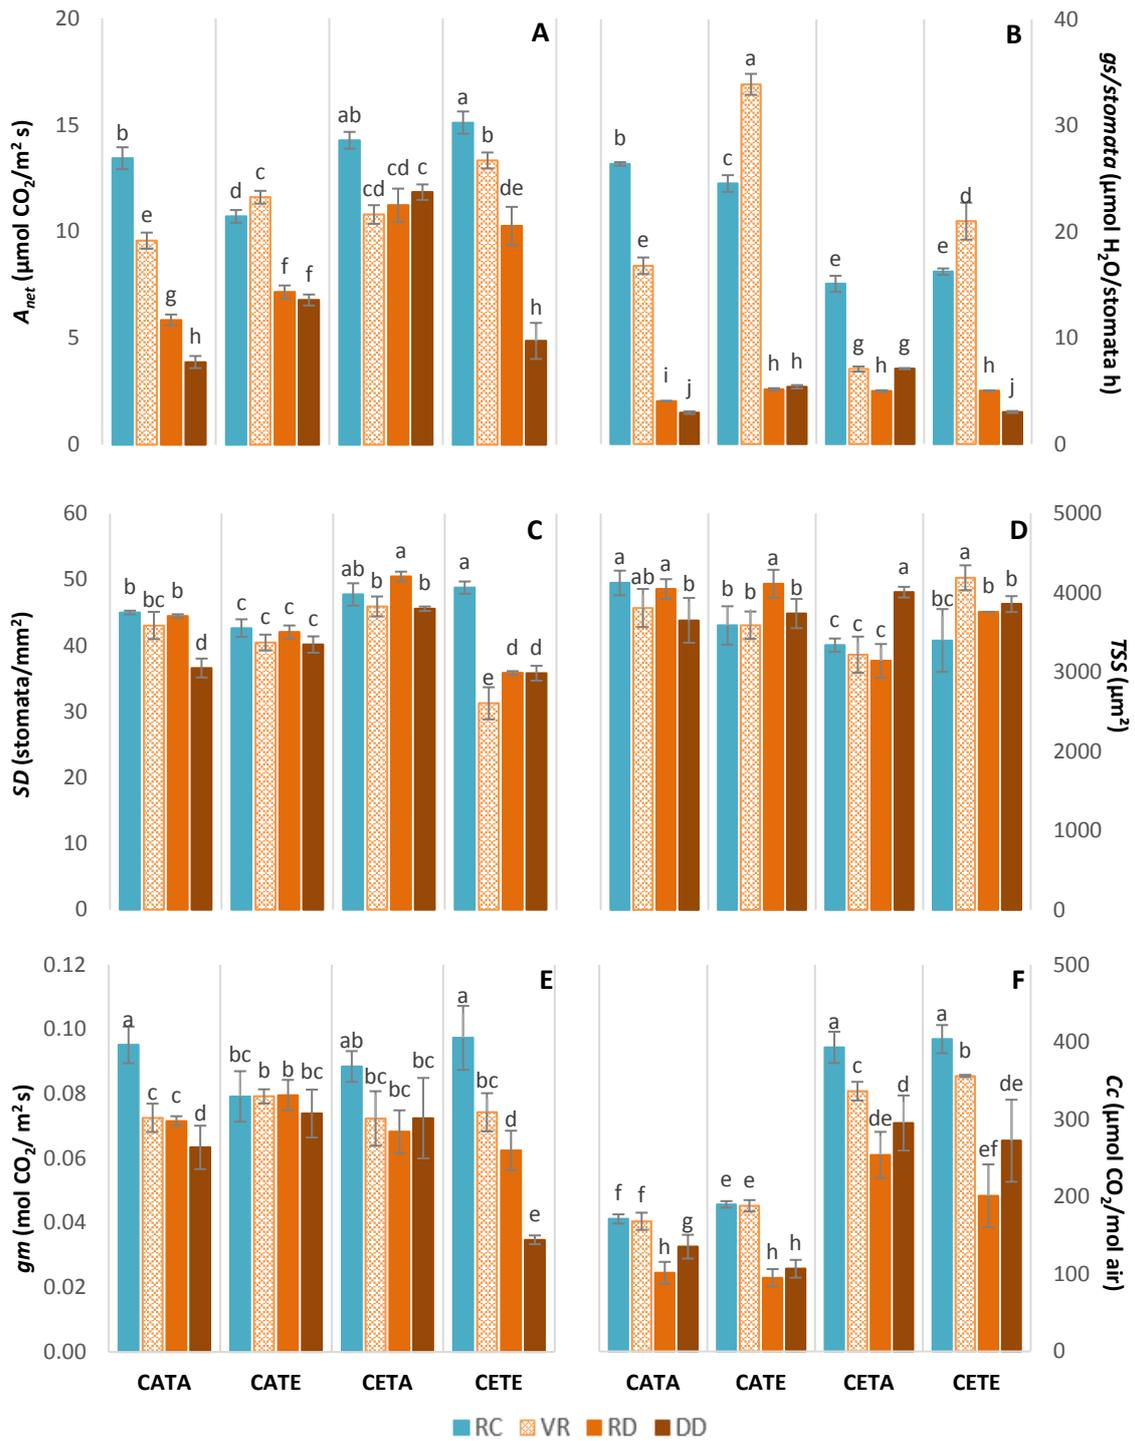 20
15
10
5
0
A
A_net (µmol CO₂/m² s)
b
e
g
h
d
c
f
f
ab
cd
cd
c
a
b
de
h
B
40
30
20
10
0
gs/stomata (µmol H₂O/stomata h)
b
e
i
j
c
a
h
h
e
g
h
g
e
d
h
j
60
50
40
30
20
10
0
C
SD (stomata/mm²)
b
bc
b
d
c
c
c
c
ab
b
a
b
a
e
d
d
D
5000
4000
3000
2000
1000
0
TSS (µm²)
a
ab
a
b
b
b
a
b
c
c
c
a
bc
a
b
b
0.12
0.10
0.08
0.06
0.04
0.02
0.00
E
gm (mol CO₂/ m² s)
a
c
c
d
bc
b
b
bc
ab
bc
bc
bc
a
bc
d
e
CATA CATE CETA CETE
F
500
400
300
200
100
0
Cc (µmol CO₂/mol air)
f
f
h
g
e
e
h
h
a
c
de
d
a
b
ef
de
CATA CATE CETA CETE
RC VR RD DD